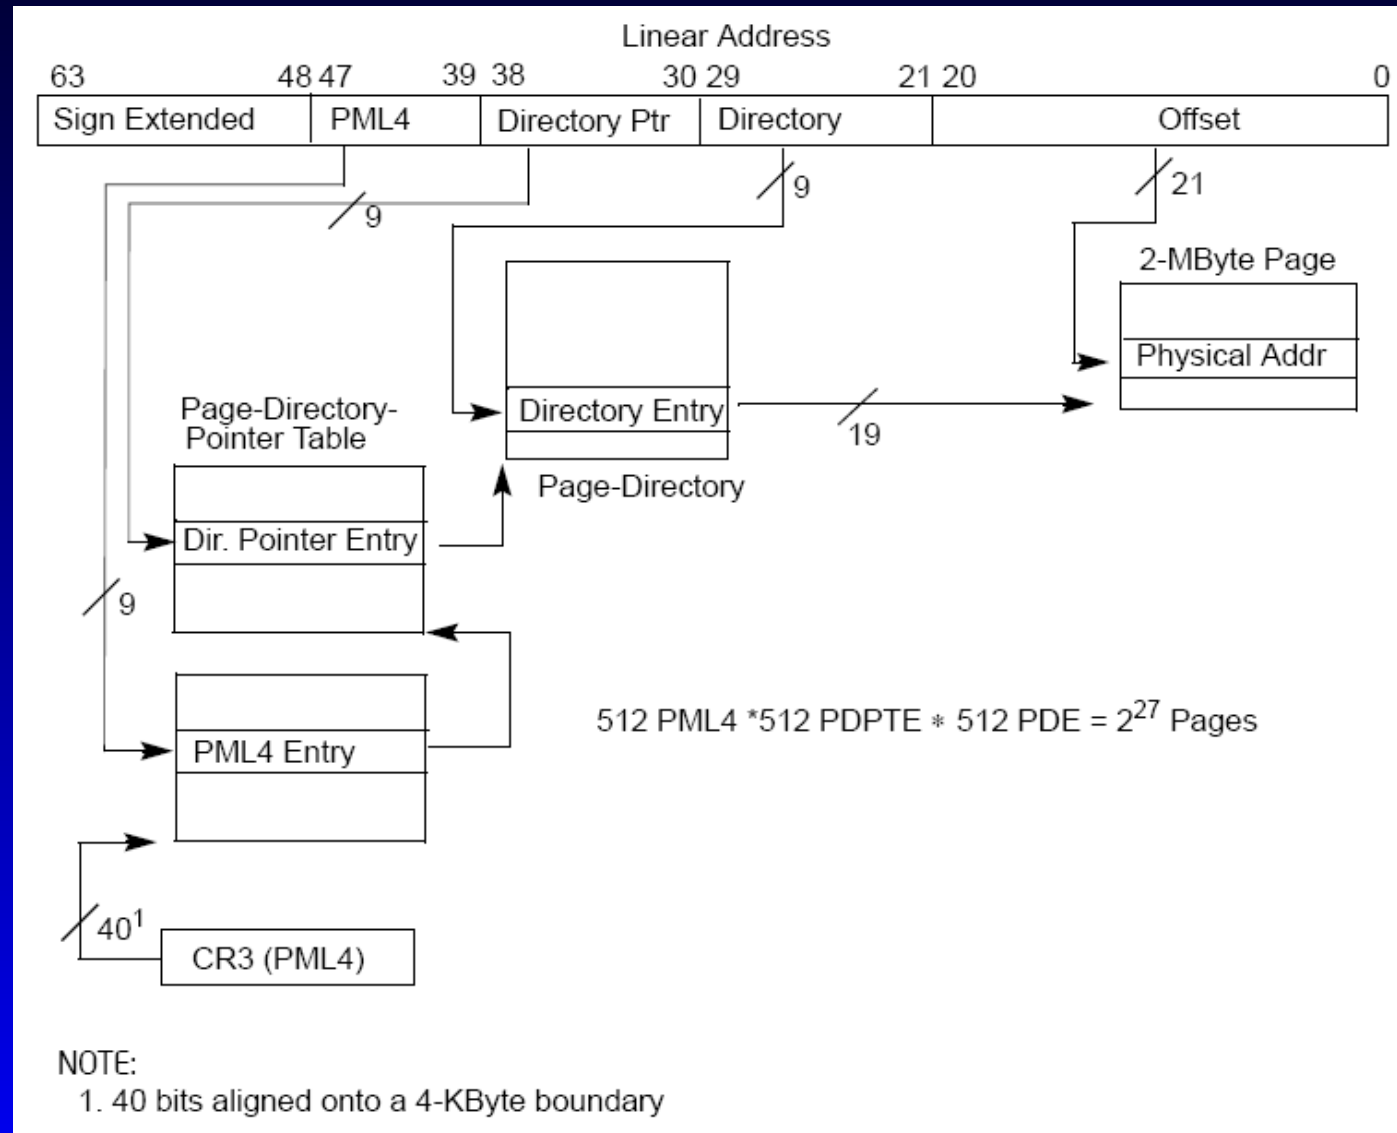 Linear Address
63 48 47 39 38 30 29 21 20 0
Sign Extended PML4 Directory Ptr Directory Offset
9
9
21
2-MByte Page
Physical Addr
Directory Entry
19
Page-Directory
Page-Directory-
Pointer Table
Dir. Pointer Entry
9
PML4 Entry
512 PML4 *512 PDPTE * 512 PDE = 2^27 Pages
40^1
CR3 (PML4)
NOTE:
1. 40 bits aligned onto a 4-KByte boundary